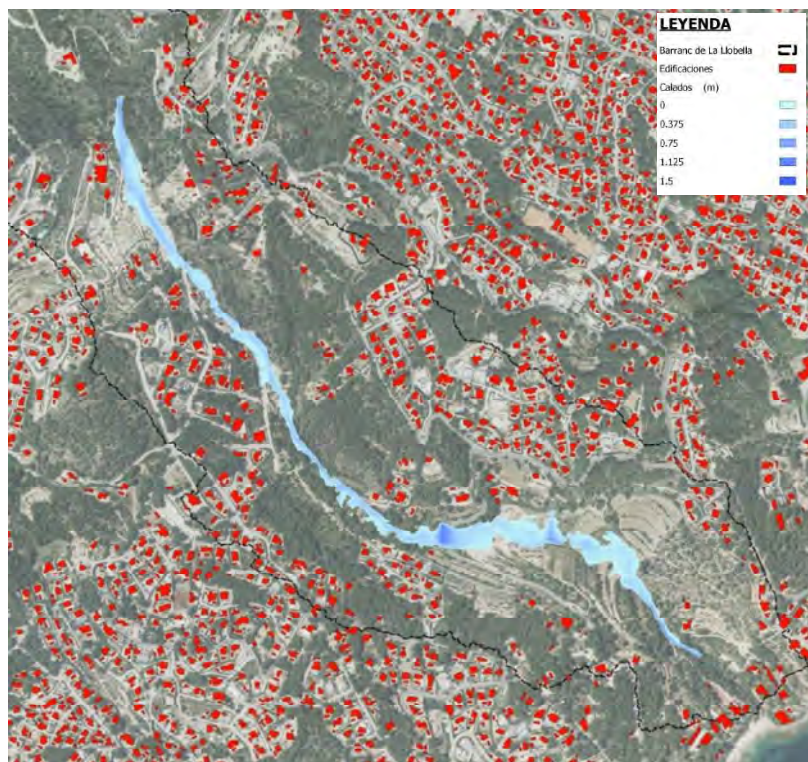 LEYENDA
Barranc de La Llobella
Edificaciones
Calados (m)
0
0.375
0.75
1.125
1.5